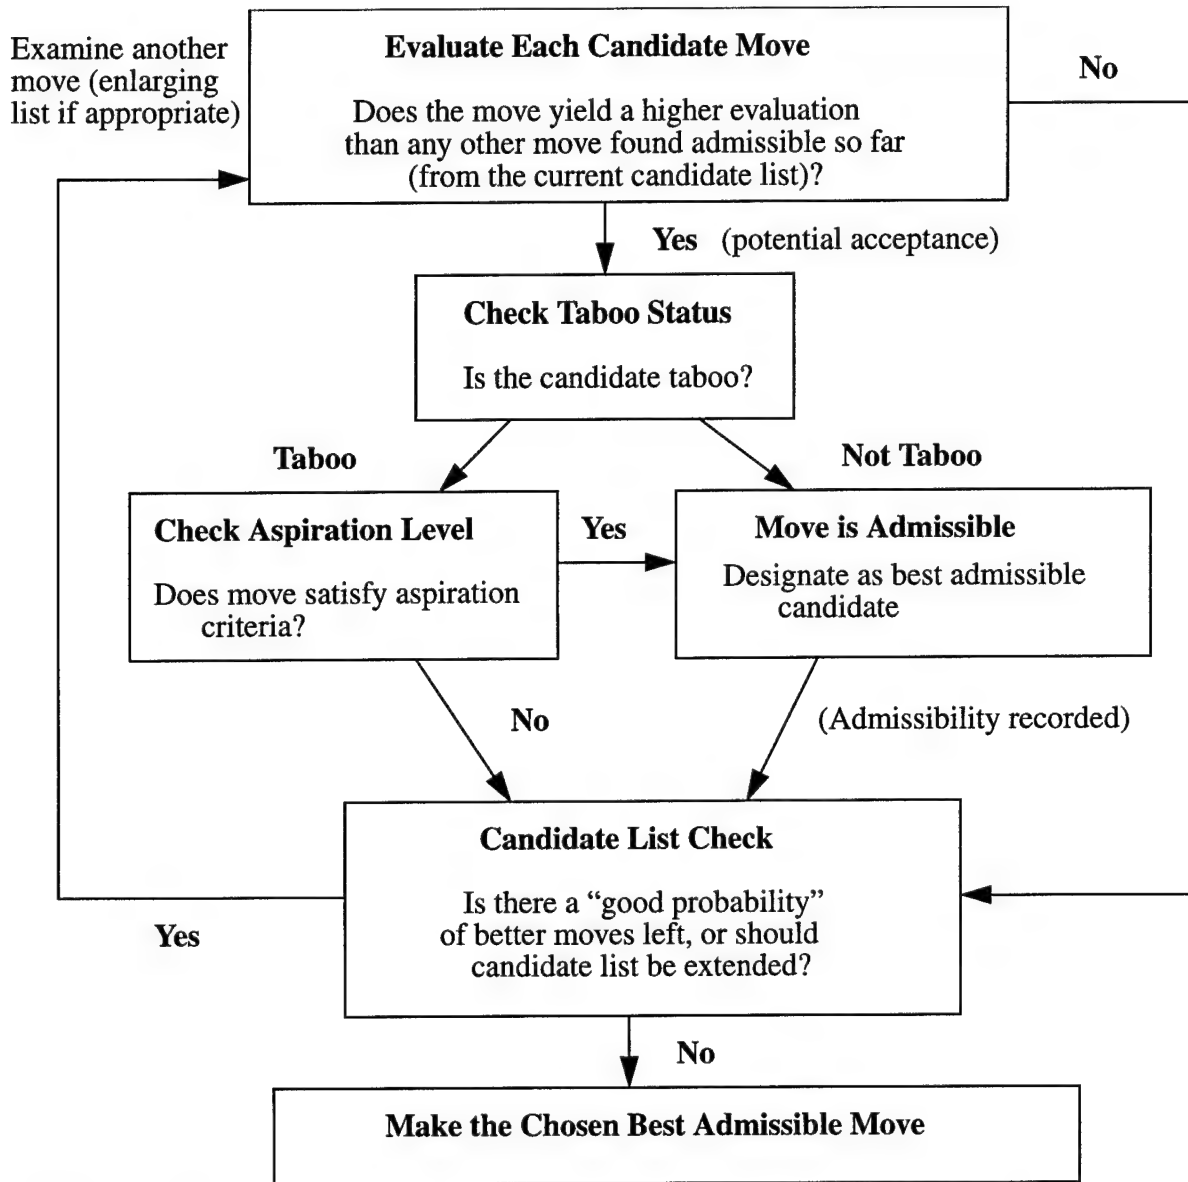 Examine another
move (enlarging
list if appropriate)
Evaluate Each Candidate Move
Does the move yield a higher evaluation
than any other move found admissible so far
(from the current candidate list)?
No
Yes (potential acceptance)
Check Taboo Status
Is the candidate taboo?
Taboo
Not Taboo
Check Aspiration Level
Does move satisfy aspiration
criteria?
Yes
Move is Admissible
Designate as best admissible
candidate
No
(Admissibility recorded)
Candidate List Check
Is there a “good probability”
of better moves left, or should
candidate list be extended?
Yes
No
Make the Chosen Best Admissible Move